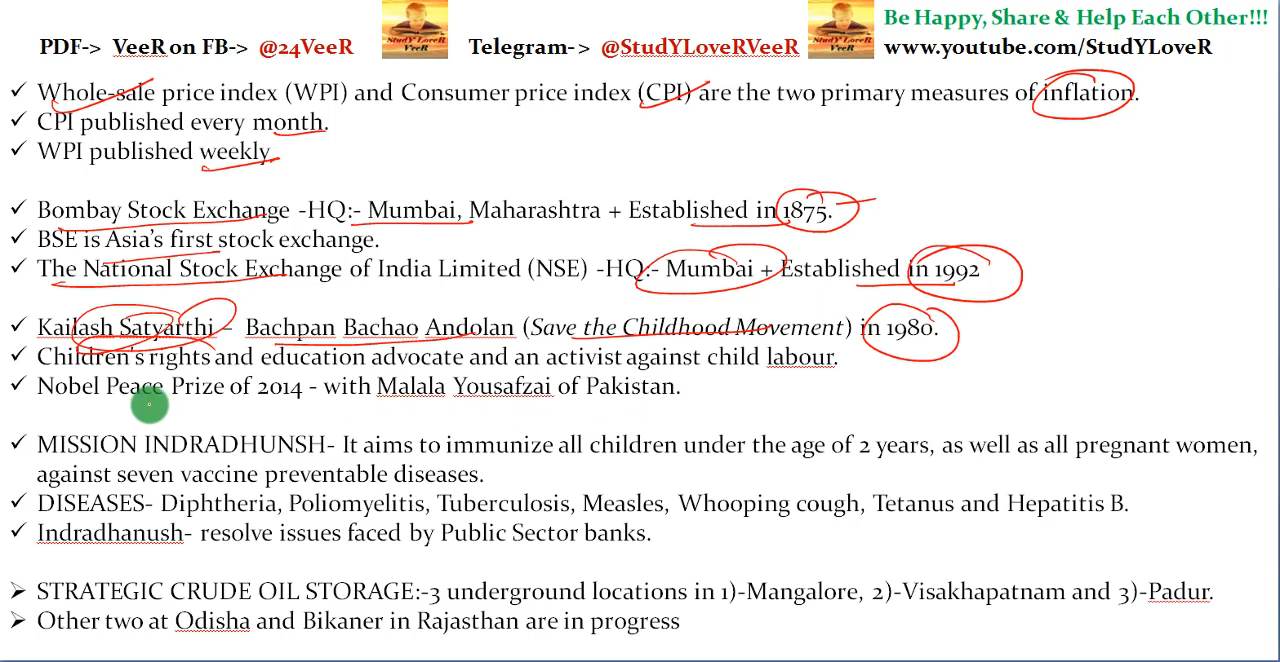 Be Happy, Share & Help Each Other!!!
PDF-> VeeR on FB-> @24VeeR Telegram-> @StudYLoveRVeeR www.youtube.com/StudYLoveR
StudY LoveR
VeeR
StudY LoveR
VeeR
✓ Whole-sale price index (WPI) and Consumer price index (CPI) are the two primary measures of inflation.
✓ CPI published every month.
✓ WPI published weekly.
✓ Bombay Stock Exchange -HQ:- Mumbai, Maharashtra + Established in 1875.
✓ BSE is Asia's first stock exchange.
✓ The National Stock Exchange of India Limited (NSE) -HQ:- Mumbai + Established in 1992
✓ Kailash Satyarthi – Bachpan Bachao Andolan (Save the Childhood Movement) in 1980.
✓ Children's rights and education advocate and an activist against child labour.
✓ Nobel Peace Prize of 2014 - with Malala Yousafzai of Pakistan.
✓ MISSION INDRADHUNSH- It aims to immunize all children under the age of 2 years, as well as all pregnant women,
against seven vaccine preventable diseases.
✓ DISEASES- Diphtheria, Poliomyelitis, Tuberculosis, Measles, Whooping cough, Tetanus and Hepatitis B.
✓ Indradhanush- resolve issues faced by Public Sector banks.
➢ STRATEGIC CRUDE OIL STORAGE:-3 underground locations in 1)-Mangalore, 2)-Visakhapatnam and 3)-Padur.
➢ Other two at Odisha and Bikaner in Rajasthan are in progress